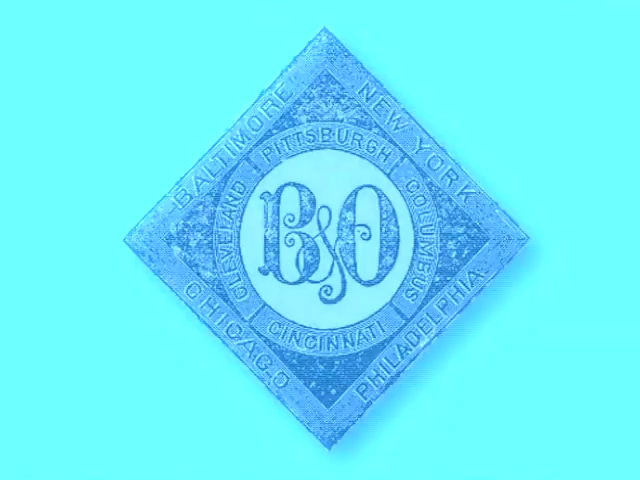 BALTIMORE
NEW YORK
PITTSBURGH
CLEVELAND
COLUMBUS
B&O
CINCINNATI
CHICAGO
PHILADELPHIA